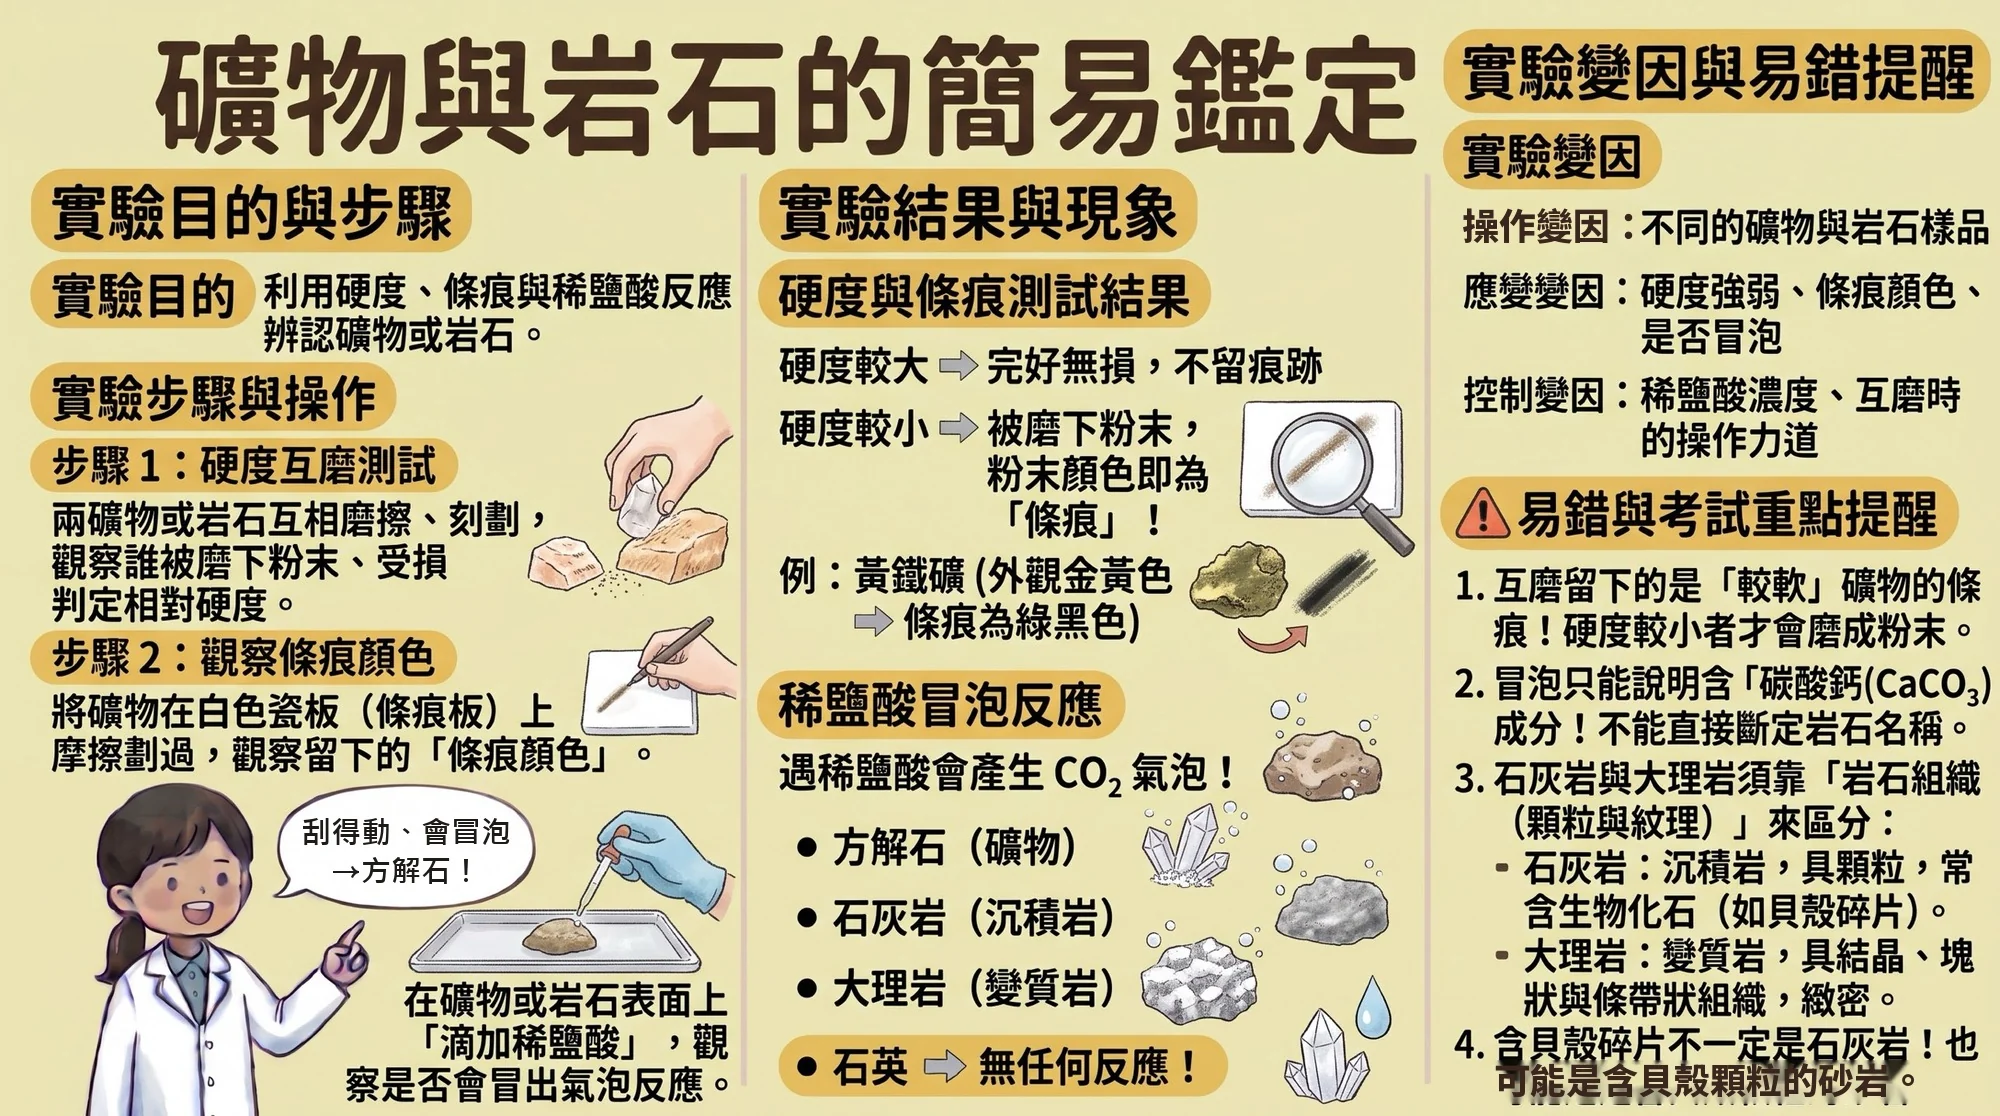 礦物與岩石的簡易鑑定
實驗目的與步驟
實驗目的
利用硬度、條痕與稀鹽酸反應
辨認礦物或岩石。
實驗步驟與操作
步驟 1：硬度互磨測試
兩礦物或岩石互相磨擦、刻劃，
觀察誰被磨下粉末、受損
判定相對硬度。
步驟 2：觀察條痕顏色
將礦物在白色瓷板（條痕板）上
摩擦劃過，觀察留下的「條痕顏色」。
刮得動、會冒泡
→方解石！
在礦物或岩石表面上
「滴加稀鹽酸」，觀
察是否會冒出氣泡反應。
實驗結果與現象
硬度與條痕測試結果
硬度較大 ➡ 完好無損，不留痕跡
硬度較小 ➡ 被磨下粉末，
粉末顏色即為
「條痕」！
例：黃鐵礦 (外觀金黃色
➡ 條痕為綠黑色)
稀鹽酸冒泡反應
遇稀鹽酸會產生 CO₂ 氣泡！
● 方解石（礦物）
● 石灰岩（沉積岩）
● 大理岩（變質岩）
● 石英 ➡ 無任何反應！
實驗變因與易錯提醒
實驗變因
操作變因：不同的礦物與岩石樣品
應變變因：硬度強弱、條痕顏色、
是否冒泡
控制變因：稀鹽酸濃度、互磨時
的操作力道
易錯與考試重點提醒
1. 互磨留下的是「較軟」礦物的條
痕！硬度較小者才會磨成粉末。
2. 冒泡只能說明含「碳酸鈣(CaCO₃)
成分！不能直接斷定岩石名稱。
3. 石灰岩與大理岩須靠「岩石組織
（顆粒與紋理）」來區分：
- 石灰岩：沉積岩，具顆粒，常
含生物化石（如貝殼碎片）。
- 大理岩：變質岩，具結晶、塊
狀與條帶狀組織，緻密。
4. 含貝殼碎片不一定是石灰岩！也
可能是含貝殼顆粒的砂岩。